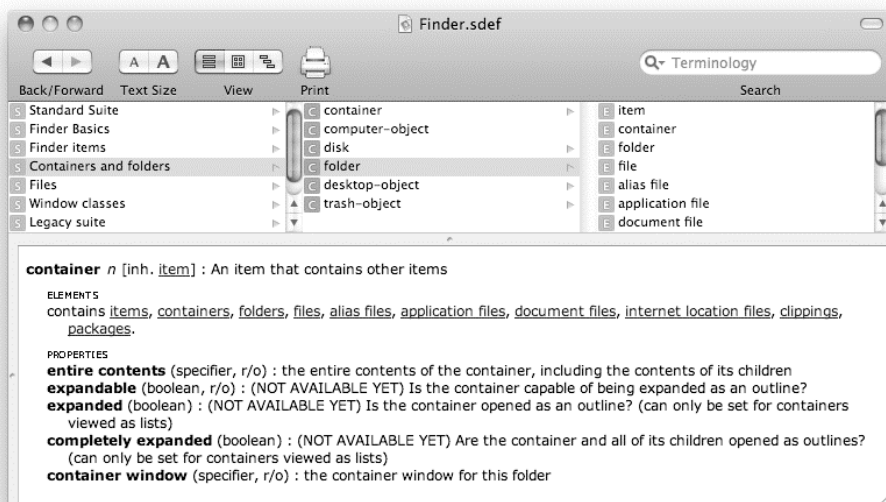 Finder.sdef
A A
Terminology
Back/Forward Text Size View Print Search
S Standard Suite
S Finder Basics
S Finder items
S Containers and folders
S Files
S Window classes
S Legacy suite
C container
C computer-object
C disk
C folder
C desktop-object
C trash-object
E item
E container
E folder
E file
E alias file
E application file
E document file
container n [inh. item] : An item that contains other items
ELEMENTS
contains items, containers, folders, files, alias files, application files, document files, internet location files, clippings,
packages.
PROPERTIES
entire contents (specifier, r/o) : the entire contents of the container, including the contents of its children
expandable (boolean, r/o) : (NOT AVAILABLE YET) Is the container capable of being expanded as an outline?
expanded (boolean) : (NOT AVAILABLE YET) Is the container opened as an outline? (can only be set for containers
viewed as lists)
completely expanded (boolean) : (NOT AVAILABLE YET) Are the container and all of its children opened as outlines?
(can only be set for containers viewed as lists)
container window (specifier, r/o) : the container window for this folder